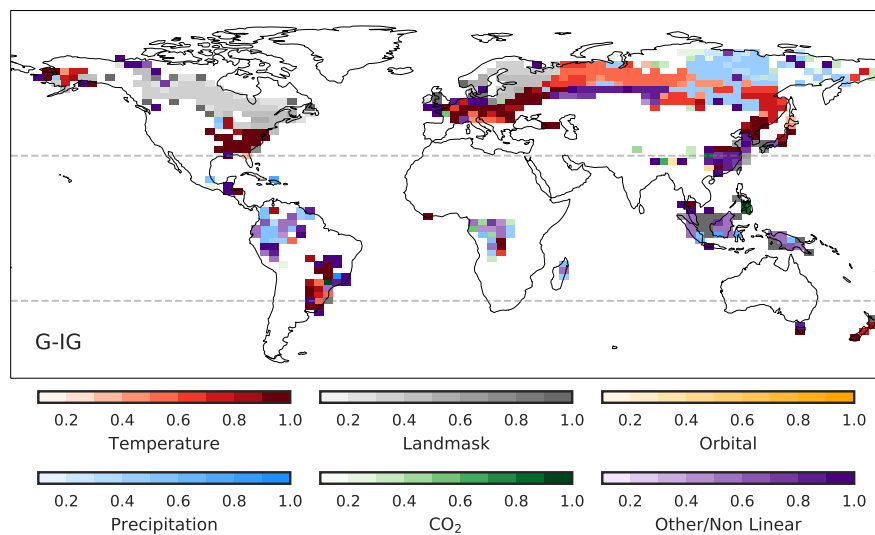 G-IG
0.2 0.4 0.6 0.8 1.0 0.2 0.4 0.6 0.8 1.0 0.2 0.4 0.6 0.8 1.0
Temperature Landmask Orbital
0.2 0.4 0.6 0.8 1.0 0.2 0.4 0.6 0.8 1.0 0.2 0.4 0.6 0.8 1.0
Precipitation CO₂ Other/Non Linear